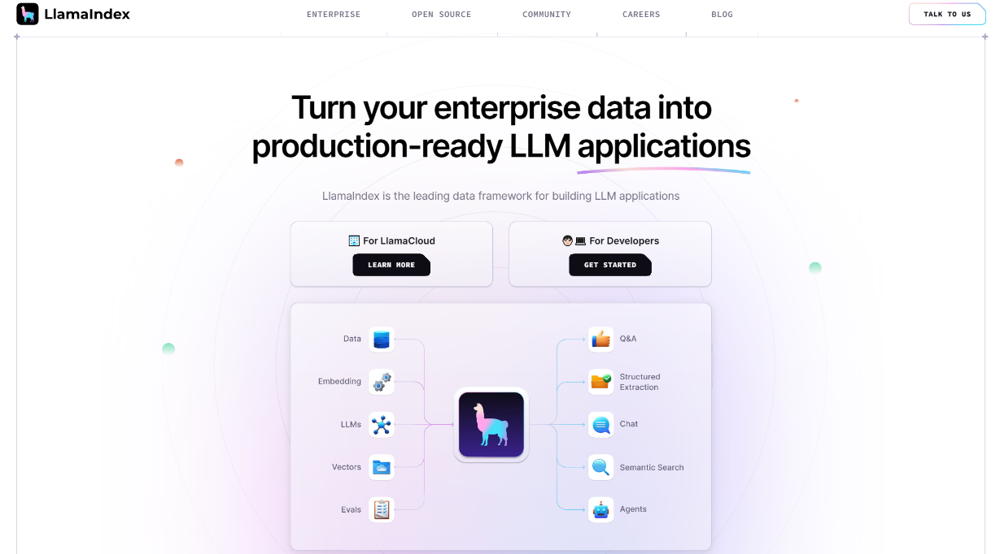 LlamaIndex
ENTERPRISE
OPEN SOURCE
COMMUNITY
CAREERS
BLOG
TALK TO US
Turn your enterprise data into
production-ready LLM applications
LlamaIndex is the leading data framework for building LLM applications
For LlamaCloud
LEARN MORE
For Developers
GET STARTED
Data
Embedding
LLMs
Vectors
Evals
Q&A
Structured
Extraction
Chat
Semantic Search
Agents